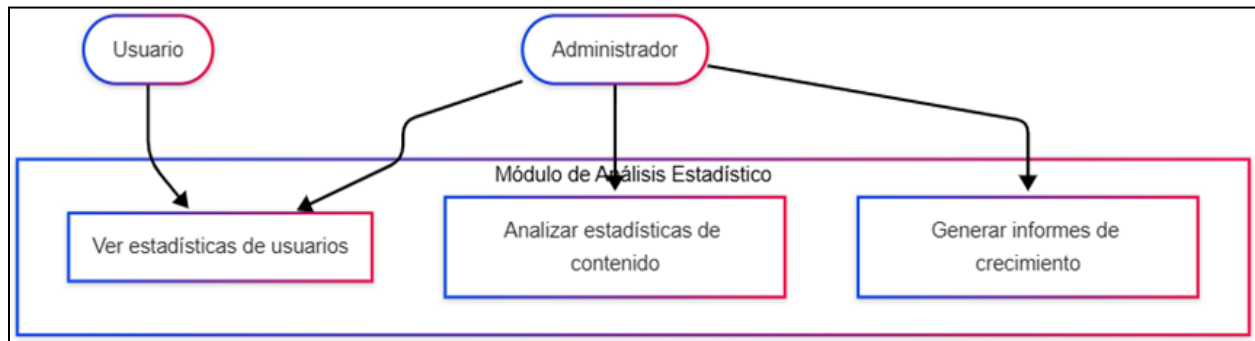 Usuario
Administrador
Módulo de Análisis Estadístico
Ver estadísticas de usuarios
Analizar estadísticas de
contenido
Generar informes de
crecimiento